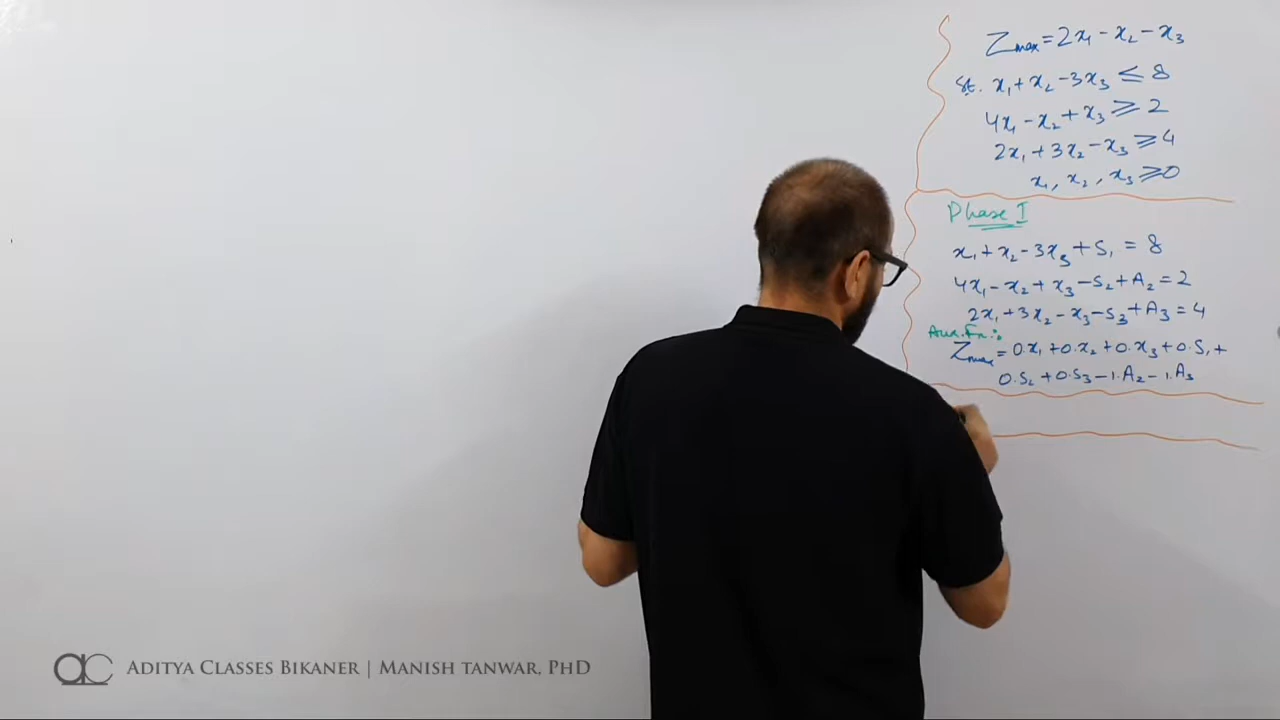 Zmax = 2x₁ - x₂ - x₃
St. x₁ + x₂ - 3x₃ ≤ 8
4x₁ - x₂ + x₃ ≥ 2
2x₁ + 3x₂ - x₃ ≥ 4
x₁, x₂, x₃ ≥ 0
Phase I
x₁ + x₂ - 3x₃ + S₁ = 8
4x₁ - x₂ + x₃ - S₂ + A₂ = 2
2x₁ + 3x₂ - x₃ - S₃ + A₃ = 4
Aux. Fn:
Zmax = 0.x₁ + 0.x₂ + 0.x₃ + 0.S₁ +
0.S₂ + 0.S₃ - 1.A₂ - 1.A₃
ac ADITYA CLASSES BIKANER | MANISH TANWAR, PHD